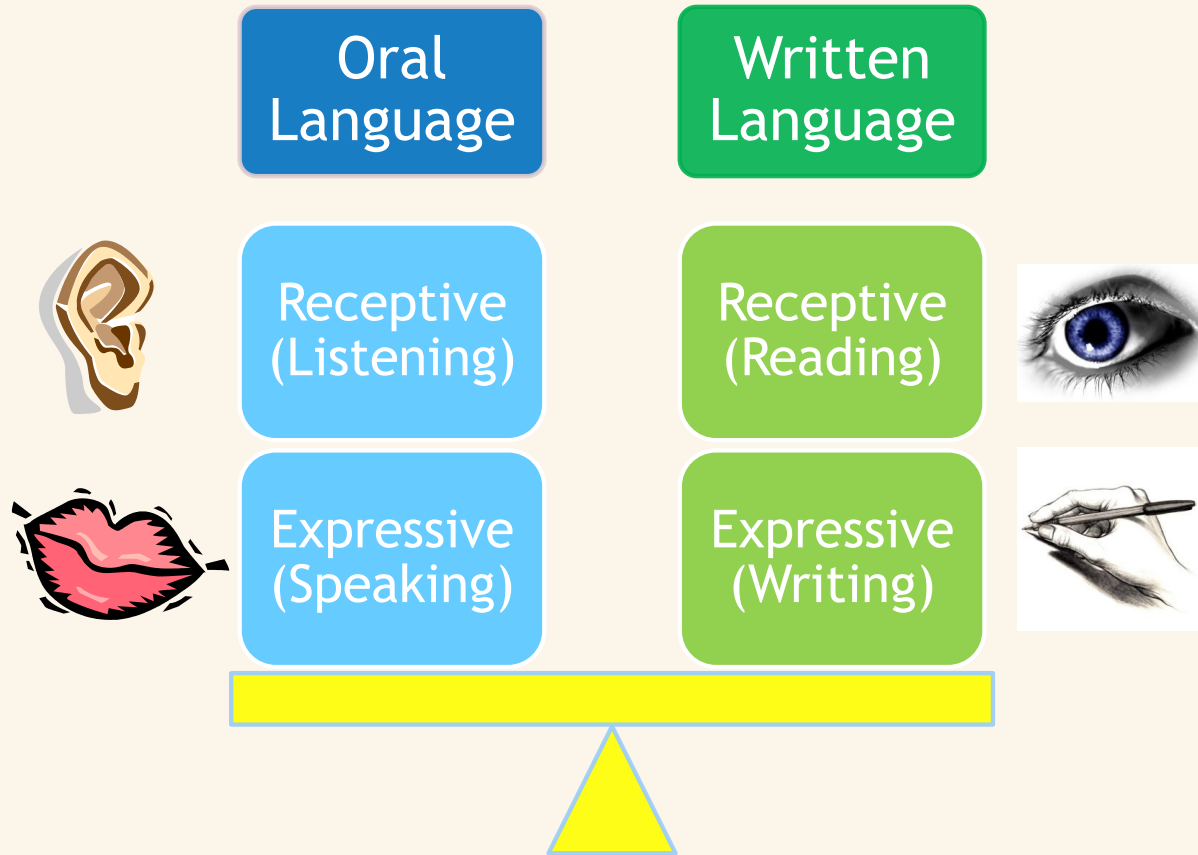 Oral
Language
Written
Language
Receptive
(Listening)
Receptive
(Reading)
Expressive
(Speaking)
Expressive
(Writing)